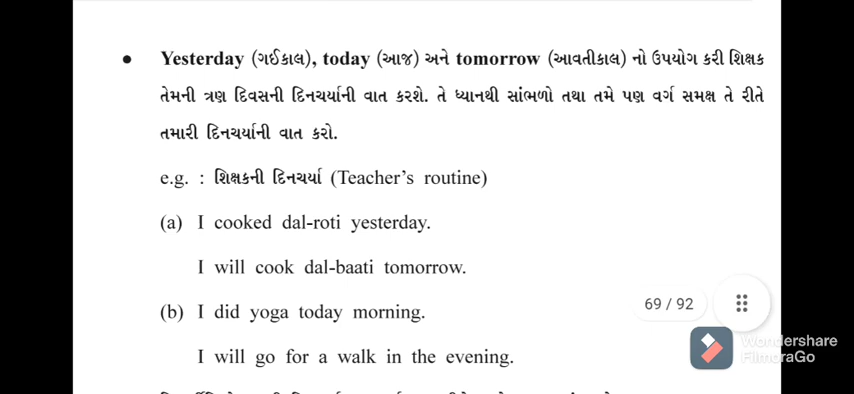 • Yesterday (ગઈકાલ), today (આજ) અને tomorrow (આવતીકાલ) નો ઉપયોગ કરી શિક્ષક
તેમની ત્રણ દિવસની દિનચર્યાની વાત કરશે. તે ધ્યાનથી સાંભળો તથા તમે પણ વર્ગ સમક્ષ તે રીતે
તમારી દિનચર્યાની વાત કરો.
e.g. : શિક્ષકની દિનચર્યા (Teacher's routine)
(a) I cooked dal-roti yesterday.
I will cook dal-baati tomorrow.
69 / 92
(b) I did yoga today morning.
I will go for a walk in the evening.
Wondershare
FilmoraGo